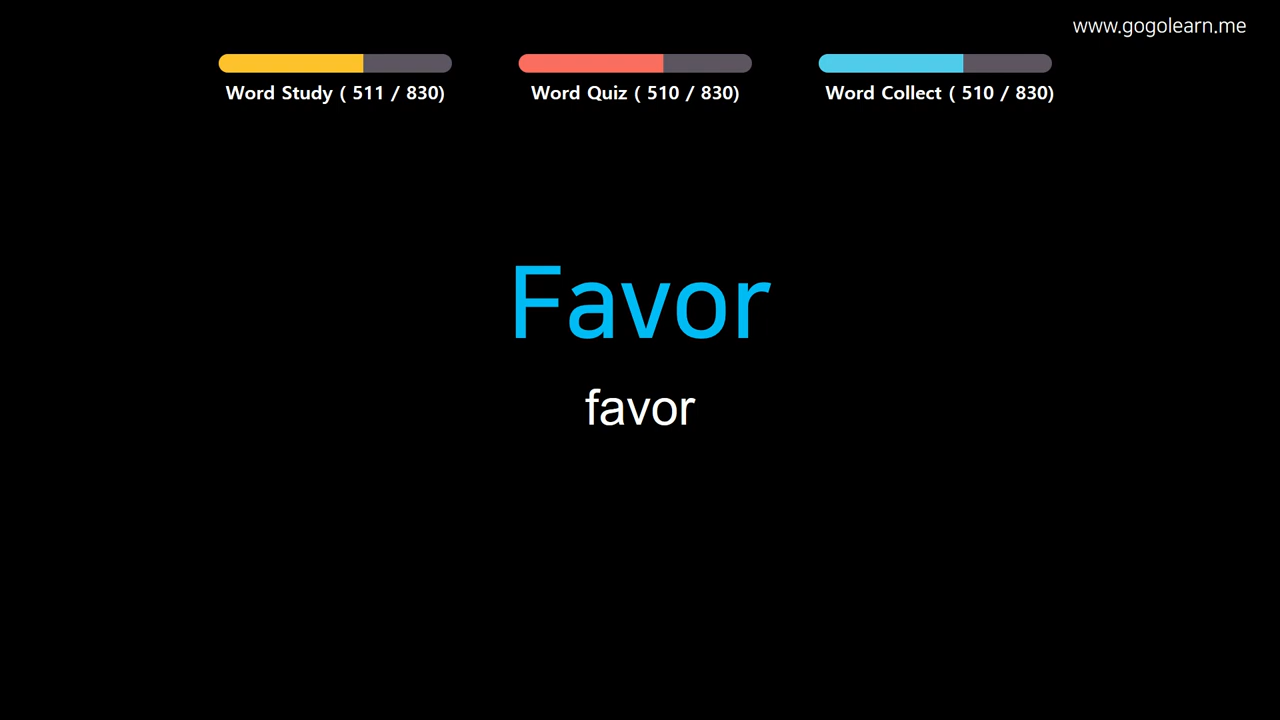 www.gogolearn.me
Word Study ( 511 / 830)
Word Quiz ( 510 / 830)
Word Collect ( 510 / 830)
Favor
favor